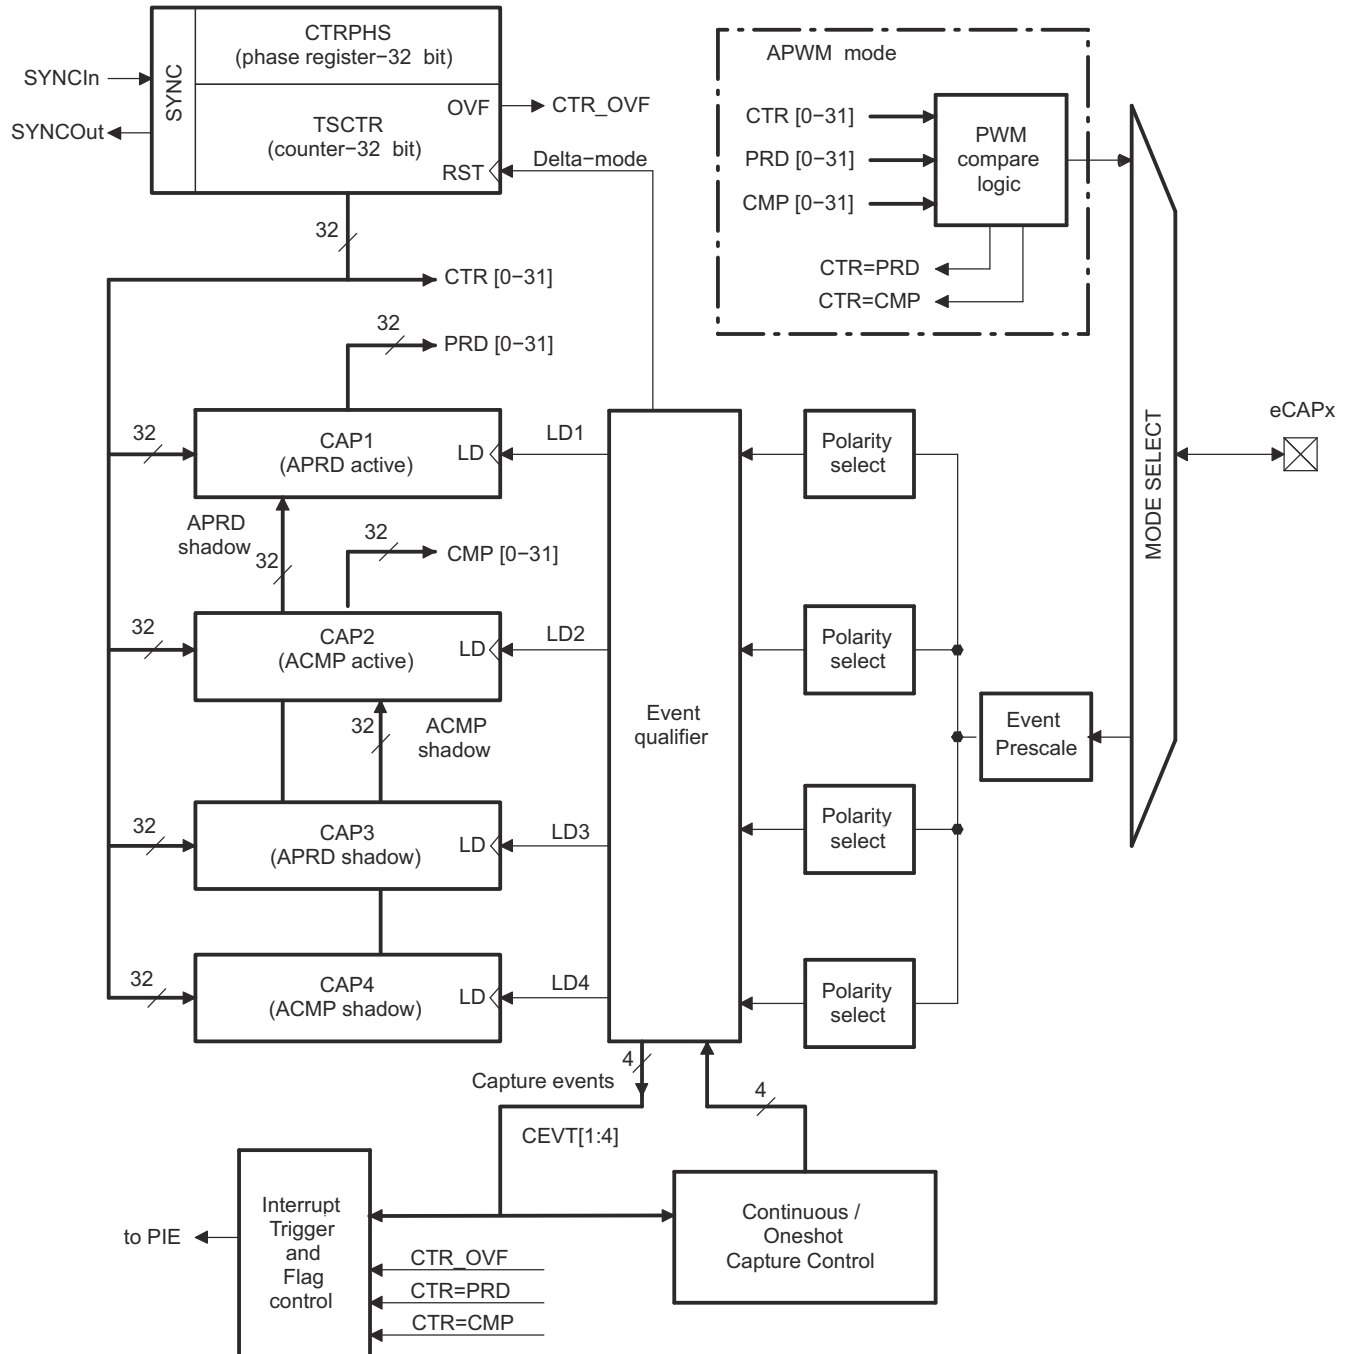 CTRPHS
(phase register−32 bit)
SYNC
SYNCIn
SYNCOut
OVF
CTR_OVF
TSCTR
(counter−32 bit)
RST
Delta−mode
32
CTR [0−31]
32
PRD [0−31]
APWM mode
CTR [0−31]
PRD [0−31]
CMP [0−31]
PWM
compare
logic
CTR=PRD
CTR=CMP
MODE SELECT
eCAPx
32
CAP1
(APRD active)
LD
LD1
Polarity
select
APRD
shadow
32
32
CMP [0−31]
32
CAP2
(ACMP active)
LD
LD2
Polarity
select
32
ACMP
shadow
Event
qualifier
Event
Prescale
32
CAP3
(APRD shadow)
LD
LD3
Polarity
select
32
CAP4
(ACMP shadow)
LD
LD4
Polarity
select
4
Capture events
4
CEVT[1:4]
Interrupt
Trigger
and
Flag
control
to PIE
Continuous /
Oneshot
Capture Control
CTR_OVF
CTR=PRD
CTR=CMP